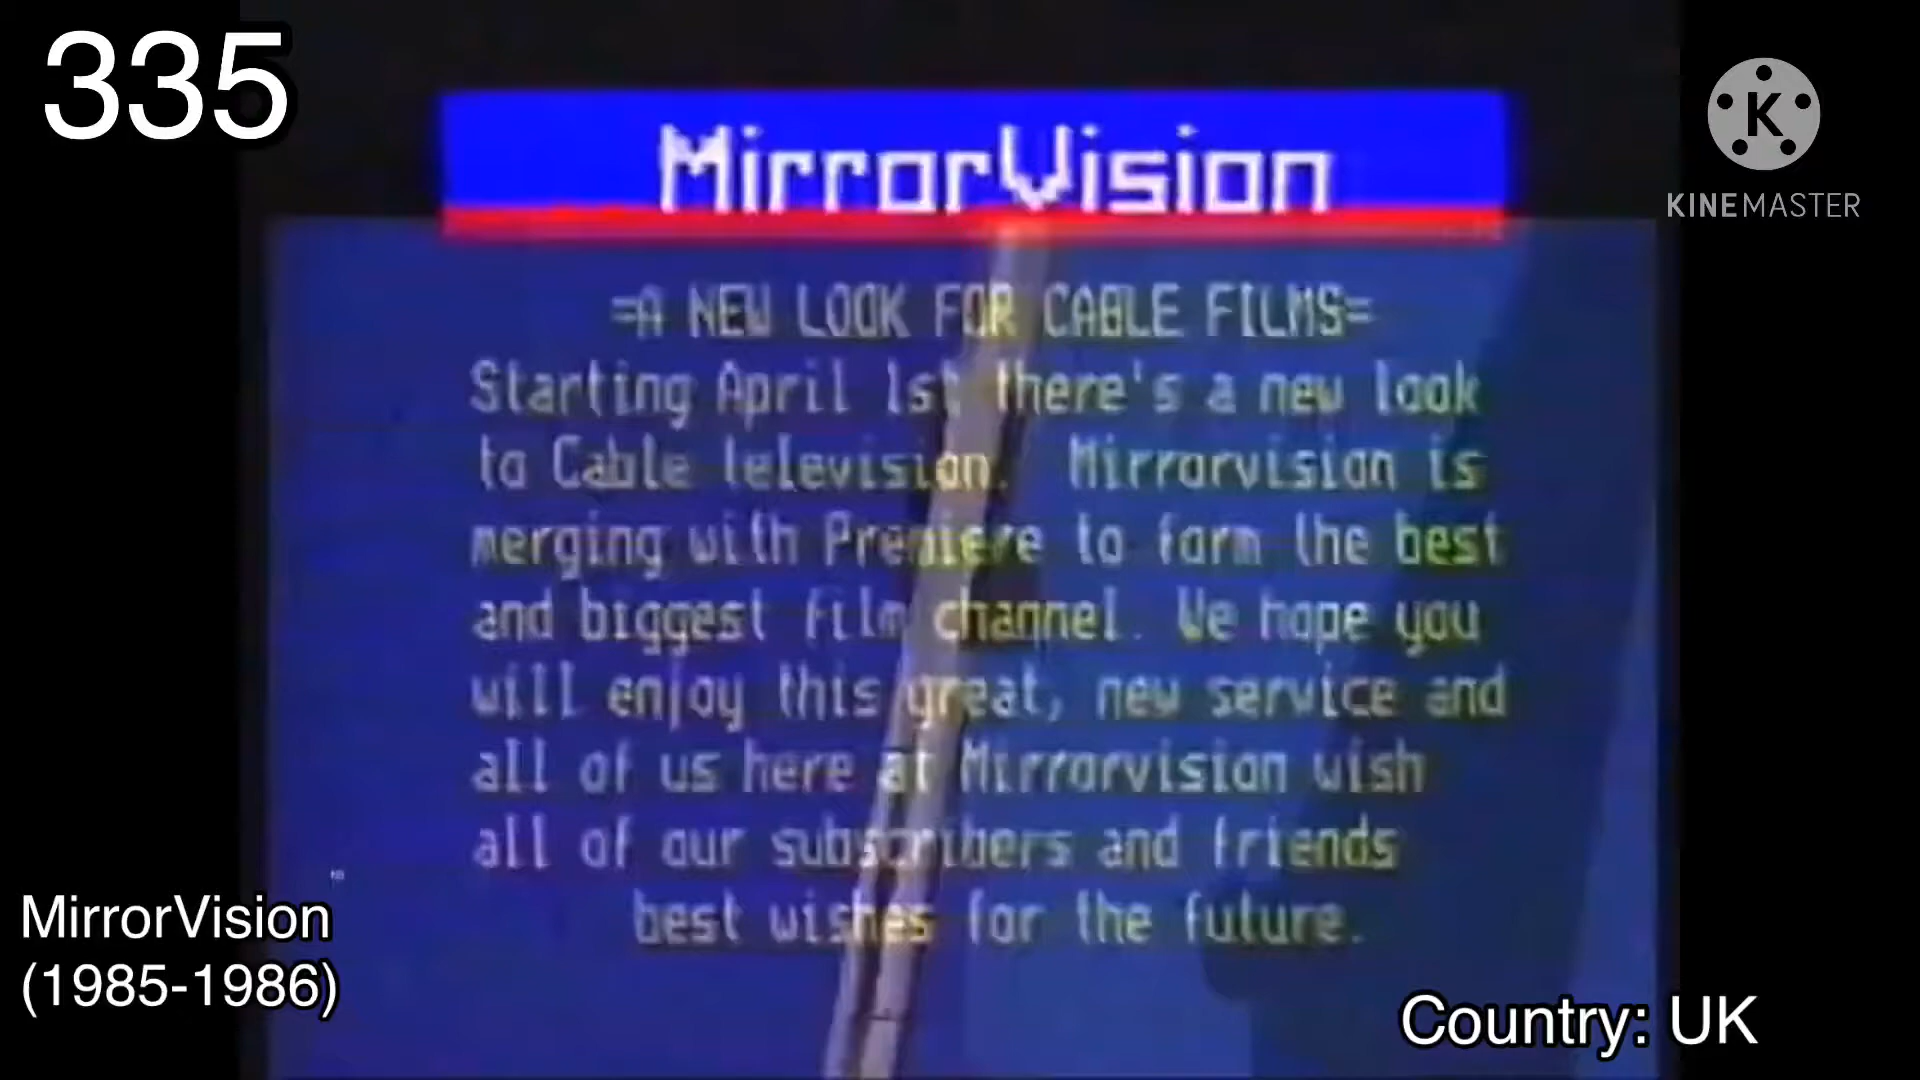 335
K
KINEMASTER
MirrorVision
=A NEW LOOK FOR CABLE FILMS=
Starting April 1st there's a new look
to Cable television. Mirrorvision is
merging with Premiere to form the best
and biggest film channel. We hope you
will enjoy this great, new service and
all of us here at Mirrorvision wish
all of our subscribers and friends
best wishes for the future.
MirrorVision
(1985-1986)
Country: UK